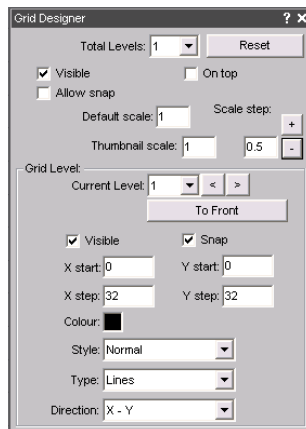 Grid Designer ? ×
Total Levels: 1 Reset
Visible On top
Allow snap
Default scale: 1 Scale step:
+
Thumbnail scale: 1 0.5 -
Grid Level:
Current Level: 1 < >
To Front
Visible Snap
X start: 0 Y start: 0
X step: 32 Y step: 32
Colour:
Style: Normal
Type: Lines
Direction: X - Y